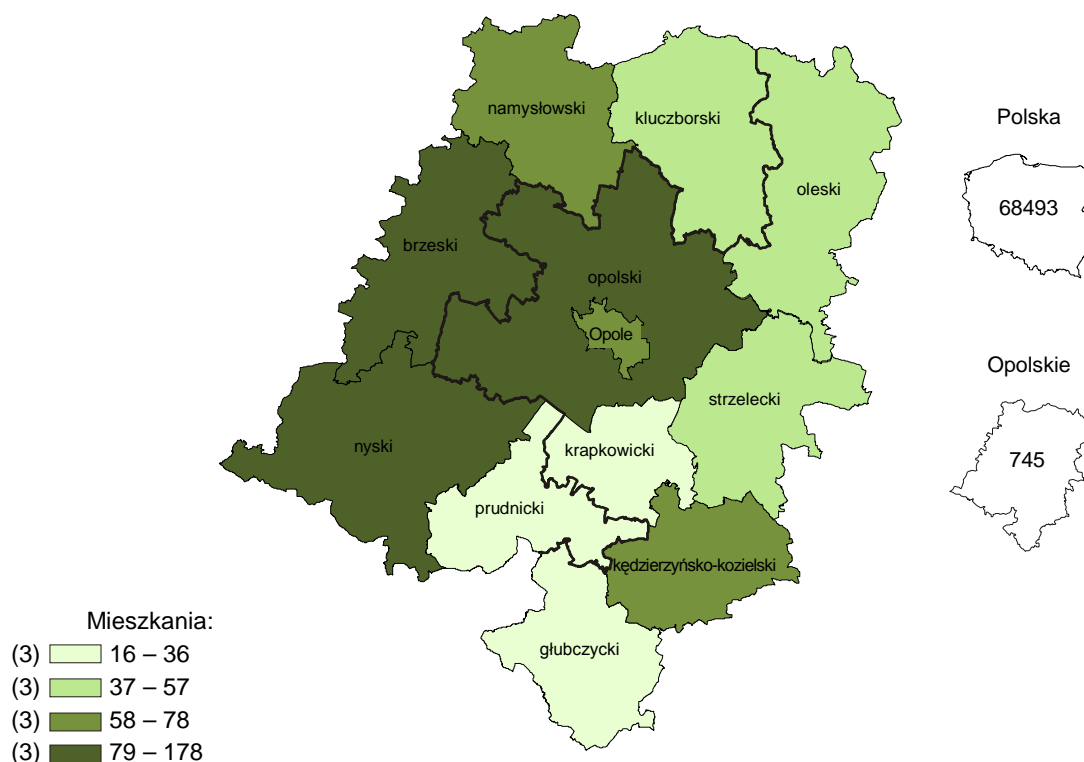 namysłowski
kluczborski
oleski
brzeski
opolski
Opole
strzelecki
nyski
krapkowicki
prudnicki
kędzierzyńsko-kozielski
głubczycki
Polska
68493
Opolskie
745
Mieszkania:
(3) 16 – 36
(3) 37 – 57
(3) 58 – 78
(3) 79 – 178